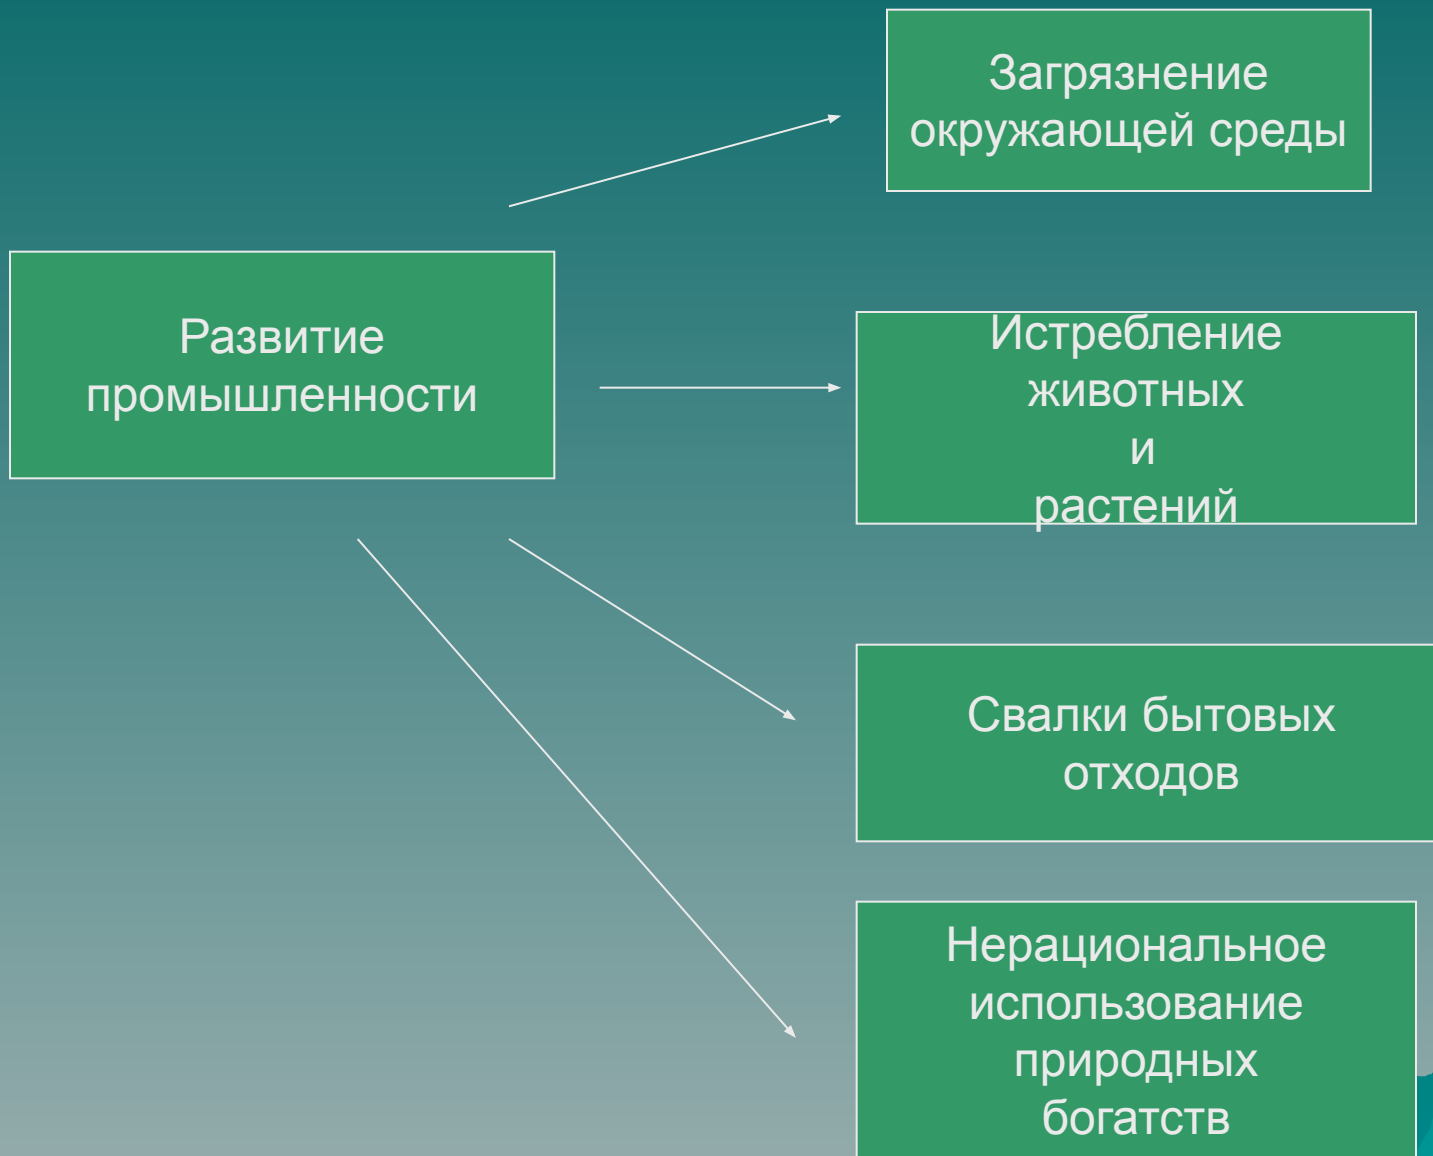 Загрязнение
окружающей среды
Развитие
промышленности
Истребление
животных
и
растений
Свалки бытовых
отходов
Нерациональное
использование
природных
богатств